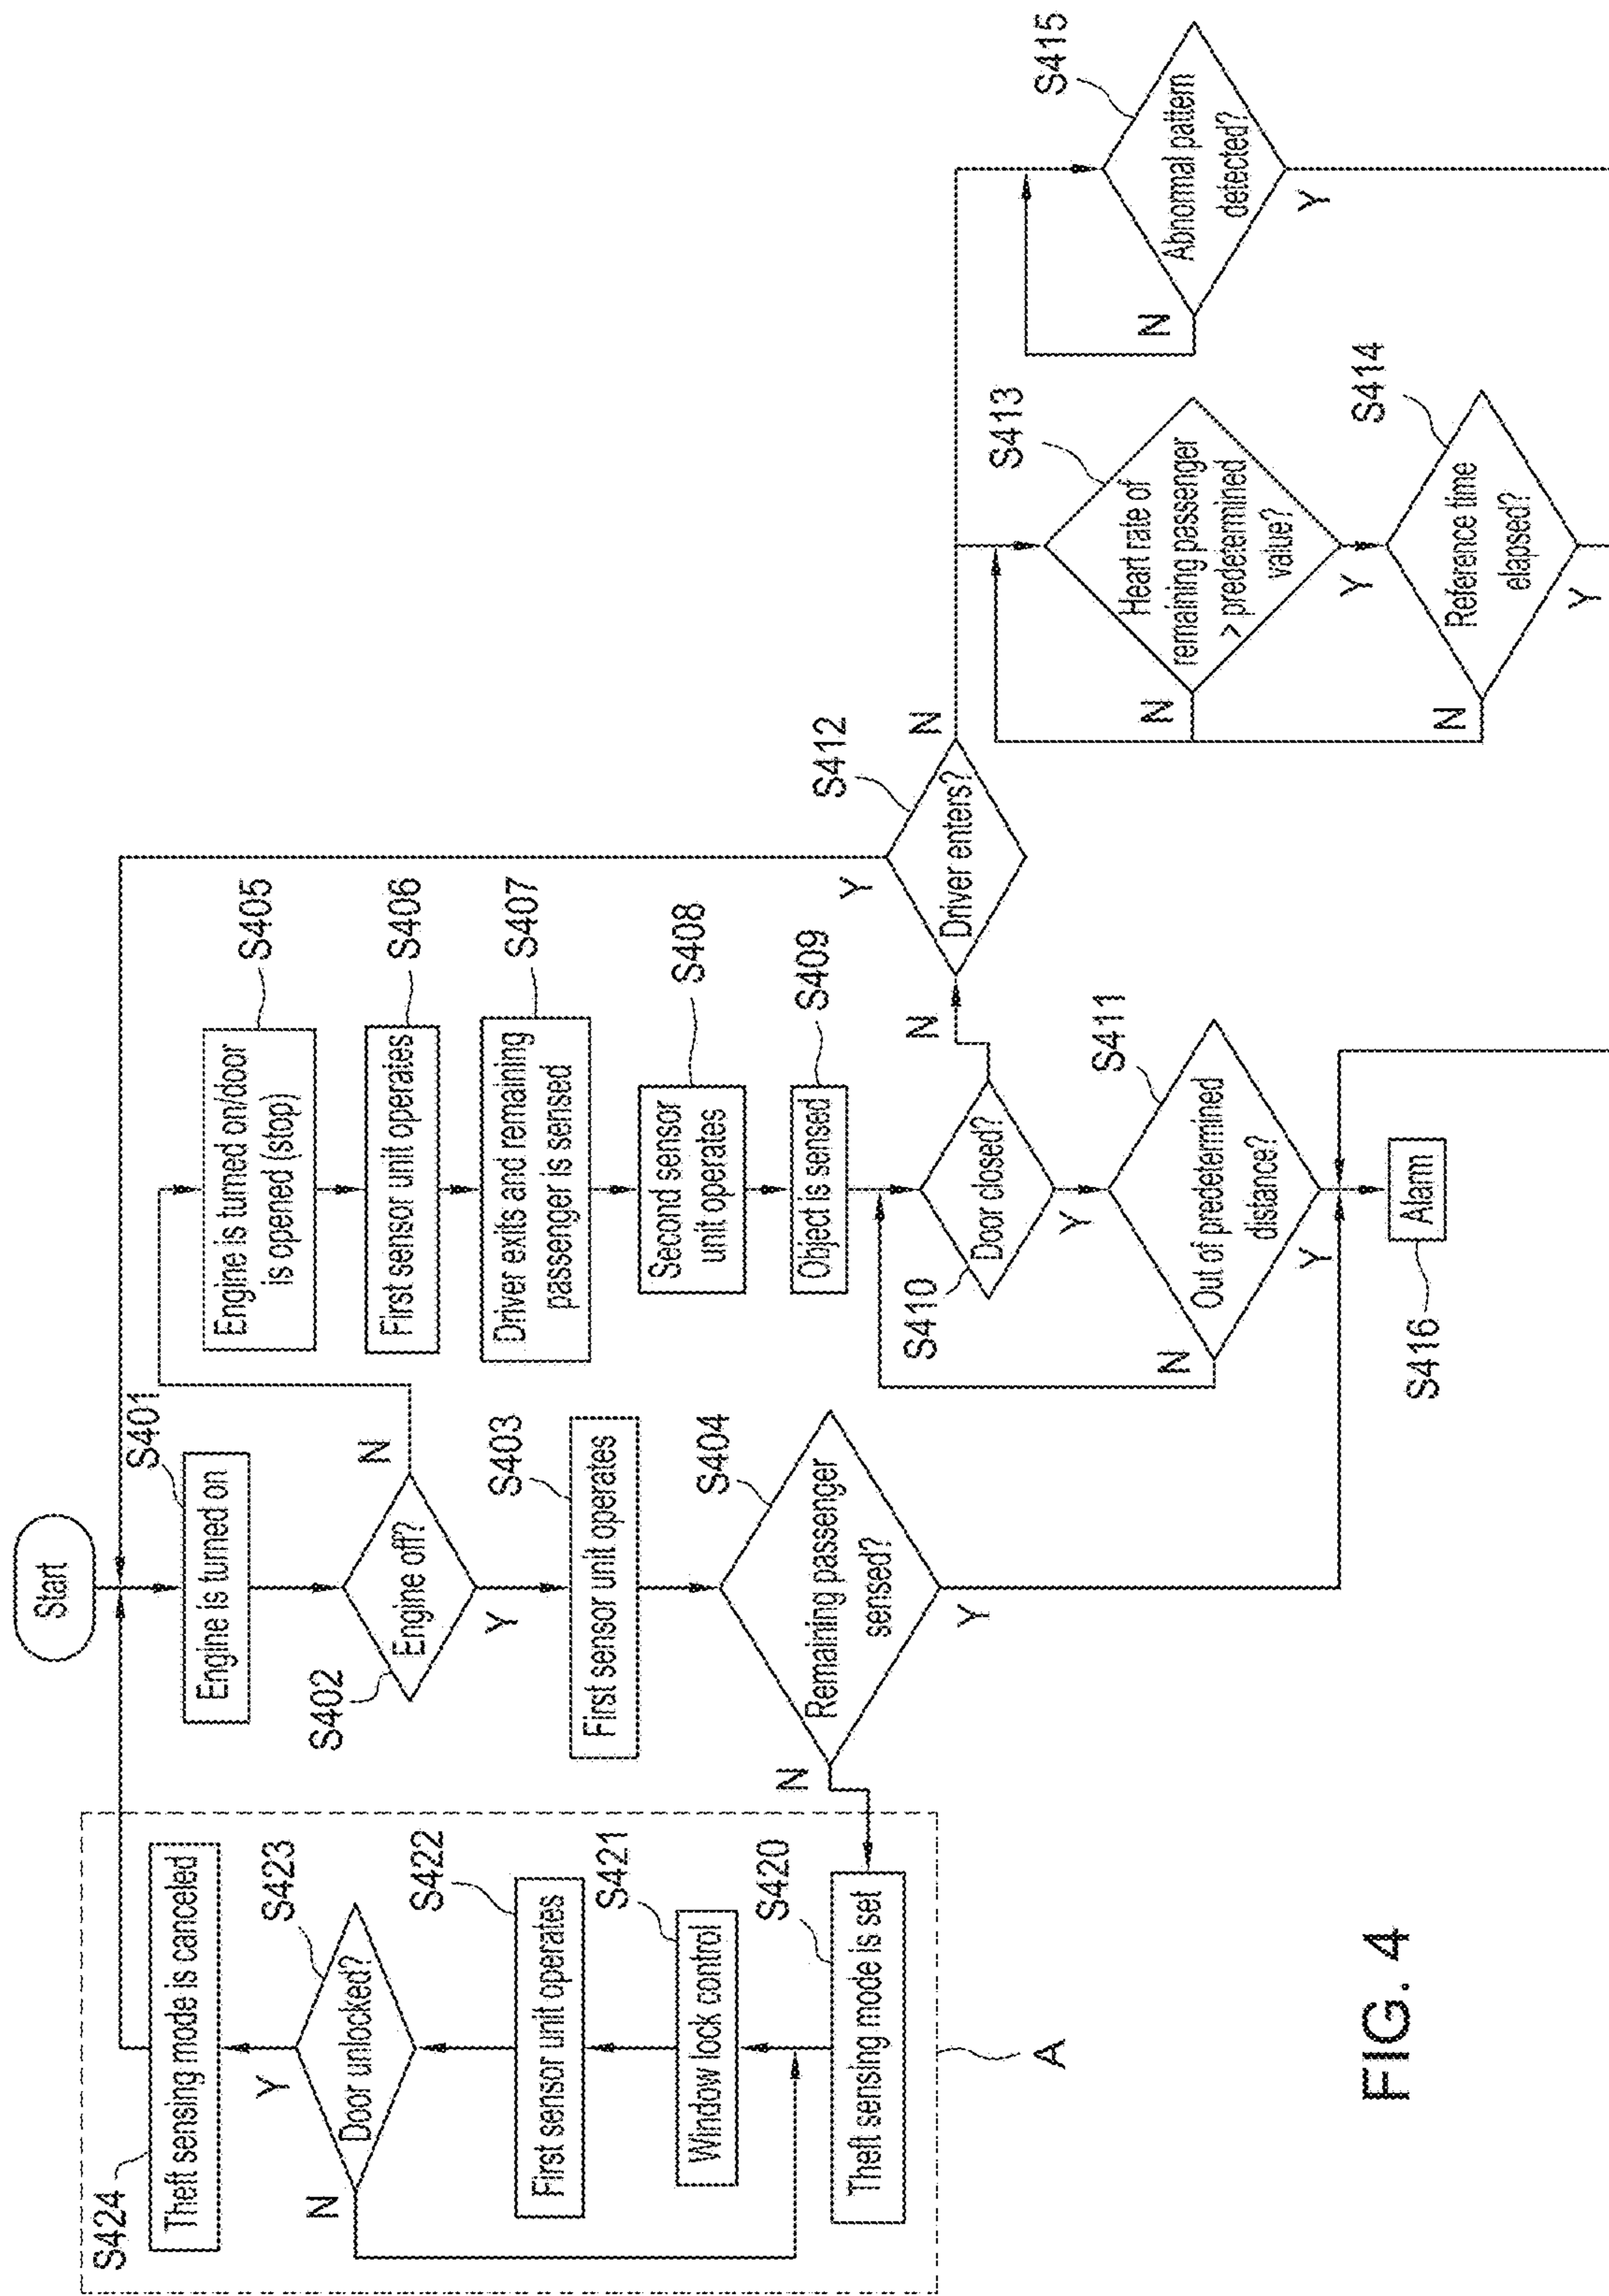 Start
S401
Engine is turned on
S402
Engine off?
N
Y
S403
First sensor unit operates
S404
Remaining passenger
sensed?
N
Y
S405
Engine is turned on/door
is opened (stop)
S406
First sensor unit operates
S407
Driver exits and remaining
passenger is sensed
S408
Second sensor
unit operates
S409
Object is sensed
S410
Door closed?
N
Y
S411
Out of predetermined
distance?
N
Y
S412
Driver enters?
Y
N
S413
Heart rate of
remaining passenger
> predetermined
value?
N
Y
S414
Reference time
elapsed?
N
Y
S415
Abnormal pattern
detected?
N
Y
S416
Alarm
S424
Theft sensing mode is canceled
S423
Door unlocked?
Y
N
S422
First sensor unit operates
S421
Window lock control
S420
Theft sensing mode is set
A
FIG. 4